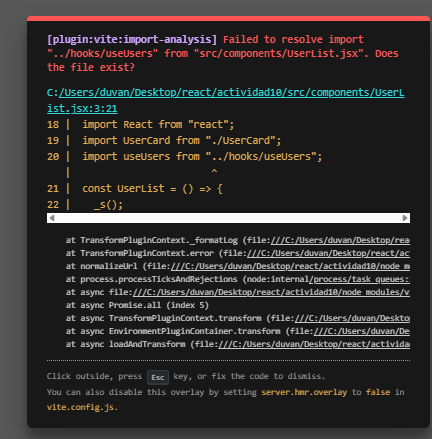 [plugin:vite:import-analysis] Failed to resolve import
"../hooks/useUsers" from "src/components/UserList.jsx". Does
the file exist?
C:/Users/duvan/Desktop/react/actividad10/src/components/UserL
ist.jsx:3:21
18 |  import React from "react";
19 |  import UserCard from "./UserCard";
20 |  import useUsers from "../hooks/useUsers";
   |                       ^
21 |  const UserList = () => {
22 |    _s();
at TransformPluginContext._formatLog (file:///C:/Users/duvan/Desktop/rea
at TransformPluginContext.error (file:///C:/Users/duvan/Desktop/react/ac
at normalizeUrl (file:///C:/Users/duvan/Desktop/react/actividad10/node_m
at process.processTicksAndRejections (node:internal/process/task_queues:
at async file:///C:/Users/duvan/Desktop/react/actividad10/node_modules/v
at async Promise.all (index 5)
at async TransformPluginContext.transform (file:///C:/Users/duvan/Deskto
at async EnvironmentPluginContainer.transform (file:///C:/Users/duvan/De
at async loadAndTransform (file:///C:/Users/duvan/Desktop/react/activida
Click outside, press Esc key, or fix the code to dismiss.
You can also disable this overlay by setting server.hmr.overlay to false in
vite.config.js.